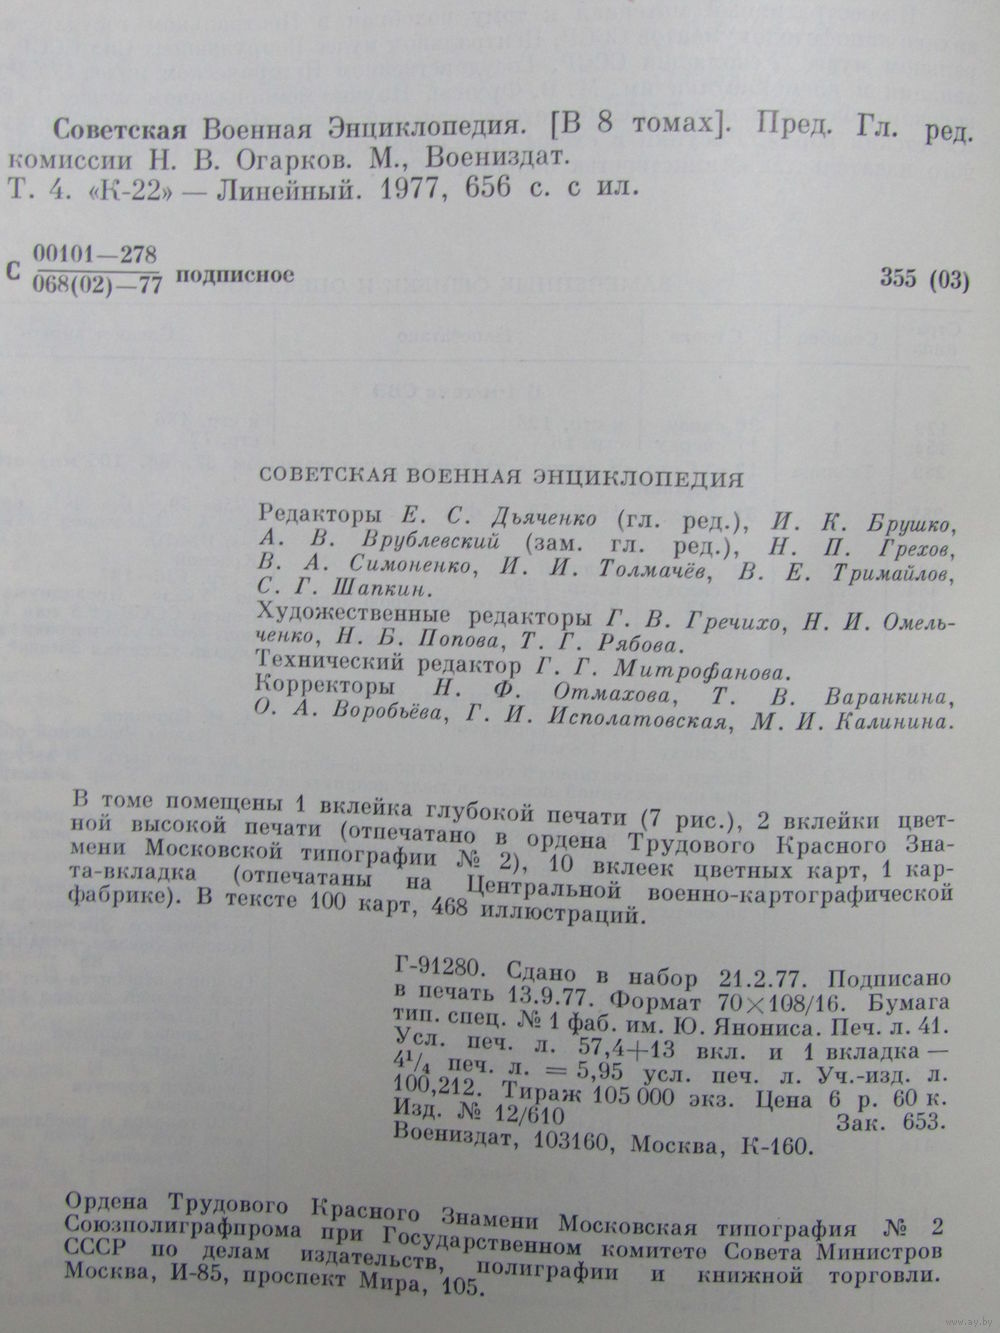 Советская Военная Энциклопедия. [В 8 томах]. Пред. Гл. ред.
комиссии Н. В. Огарков. М., Воениздат.
Т. 4. «К-22» — Линейный. 1977, 656 с. с ил.
С 00101—278
068(02)—77 подписное
355 (03)
СОВЕТСКАЯ ВОЕННАЯ ЭНЦИКЛОПЕДИЯ
Редакторы Е. С. Дьяченко (гл. ред.), И. К. Брушко,
А. В. Врублевский (зам. гл. ред.), Н. П. Грехов,
В. А. Симоненко, И. И. Толмачёв, В. Е. Тримайлов,
С. Г. Шапкин.
Художественные редакторы Г. В. Гречихо, Н. И. Омель-
ченко, Н. Б. Попова, Т. Г. Рябова.
Технический редактор Г. Г. Митрофанова.
Корректоры Н. Ф. Отмахова, Т. В. Варанкина,
О. А. Воробьёва, Г. И. Исполатовская, М. И. Калинина.
В томе помещены 1 вклейка глубокой печати (7 рис.), 2 вклейки цвет-
ной высокой печати (отпечатано в ордена Трудового Красного Зна-
мени Московской типографии № 2), 10 вклеек цветных карт, 1 кар-
та-вкладка (отпечатаны на Центральной военно-картографической
фабрике). В тексте 100 карт, 468 иллюстраций.
Г-91280. Сдано в набор 21.2.77. Подписано
в печать 13.9.77. Формат 70×108/16. Бумага
тип. спец. № 1 фаб. им. Ю. Янониса. Печ. л. 41.
Усл. печ. л. 57,4+13 вкл. и 1 вкладка —
4¹/₄ печ. л. = 5,95 усл. печ. л. Уч.-изд. л.
100,212. Тираж 105 000 экз. Цена 6 р. 60 к.
Изд. № 12/610 Зак. 653.
Воениздат, 103160, Москва, К-160.
Ордена Трудового Красного Знамени Московская типография № 2
Союзполиграфпрома при Государственном комитете Совета Министров
СССР по делам издательств, полиграфии и книжной торговли.
Москва, И-85, проспект Мира, 105.
www.ay.by